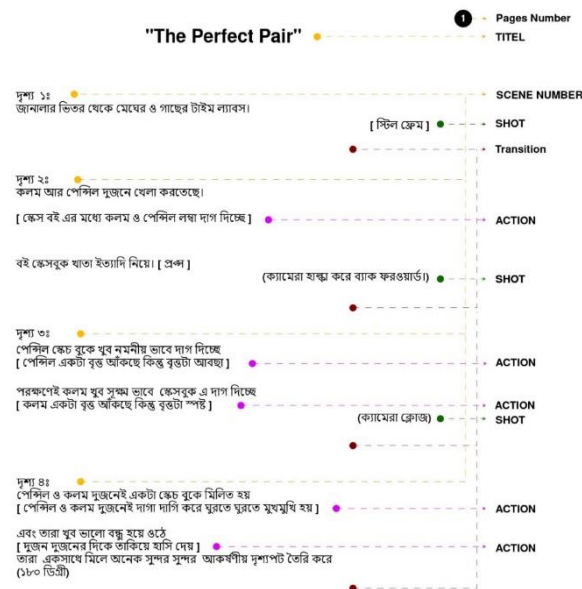 1 Pages Number
"The Perfect Pair" TITEL
দৃশ্য ১ঃ SCENE NUMBER
জানালার ভিতর থেকে মেঘের ও গাছের টাইম ল্যাবস।
[ স্টিল ফ্রেম ] SHOT
Transition
দৃশ্য ২ঃ
কলম আর পেন্সিল দুজনে খেলা করতেছে।
[ স্কেস বই এর মধ্যে কলম ও পেন্সিল লম্বা দাগ দিচ্ছে ] ACTION
বই স্কেসবুক খাতা ইত্যাদি নিয়ে। [ প্রপ্স ]
(ক্যামেরা হাল্কা করে ব্যাক ফরওয়ার্ড।) SHOT
দৃশ্য ৩ঃ
পেন্সিল স্কেচ বুকে খুব নমনীয় ভাবে দাগ দিচ্ছে
[ পেন্সিল একটা বৃত্ত আঁকছে কিন্তু বৃত্তটা আবছা ] ACTION
পরক্ষণেই কলম খুব সূক্ষ্ম ভাবে স্কেসবুক এ দাগ দিচ্ছে
[ কলম একটা বৃত্ত আঁকছে কিন্তু বৃত্তটা স্পষ্ট ] ACTION
(ক্যামেরা ক্লোজ) SHOT
দৃশ্য ৪ঃ
পেন্সিল ও কলম দুজনেই একটা স্কেচ বুকে মিলিত হয়
[ পেন্সিল ও কলম দুজনেই দাগা দাগি করে ঘুরতে ঘুরতে মুখমুখি হয় ] ACTION
এবং তারা খুব ভালো বন্ধু হয়ে ওঠে
[ দুজন দুজনের দিকে তাকিয়ে হাসি দেয় ] ACTION
তারা একসাথে মিলে অনেক সুন্দর সুন্দর আকর্ষণীয় দৃশ্যপট তৈরি করে
(১৮০ ডিগ্রী)